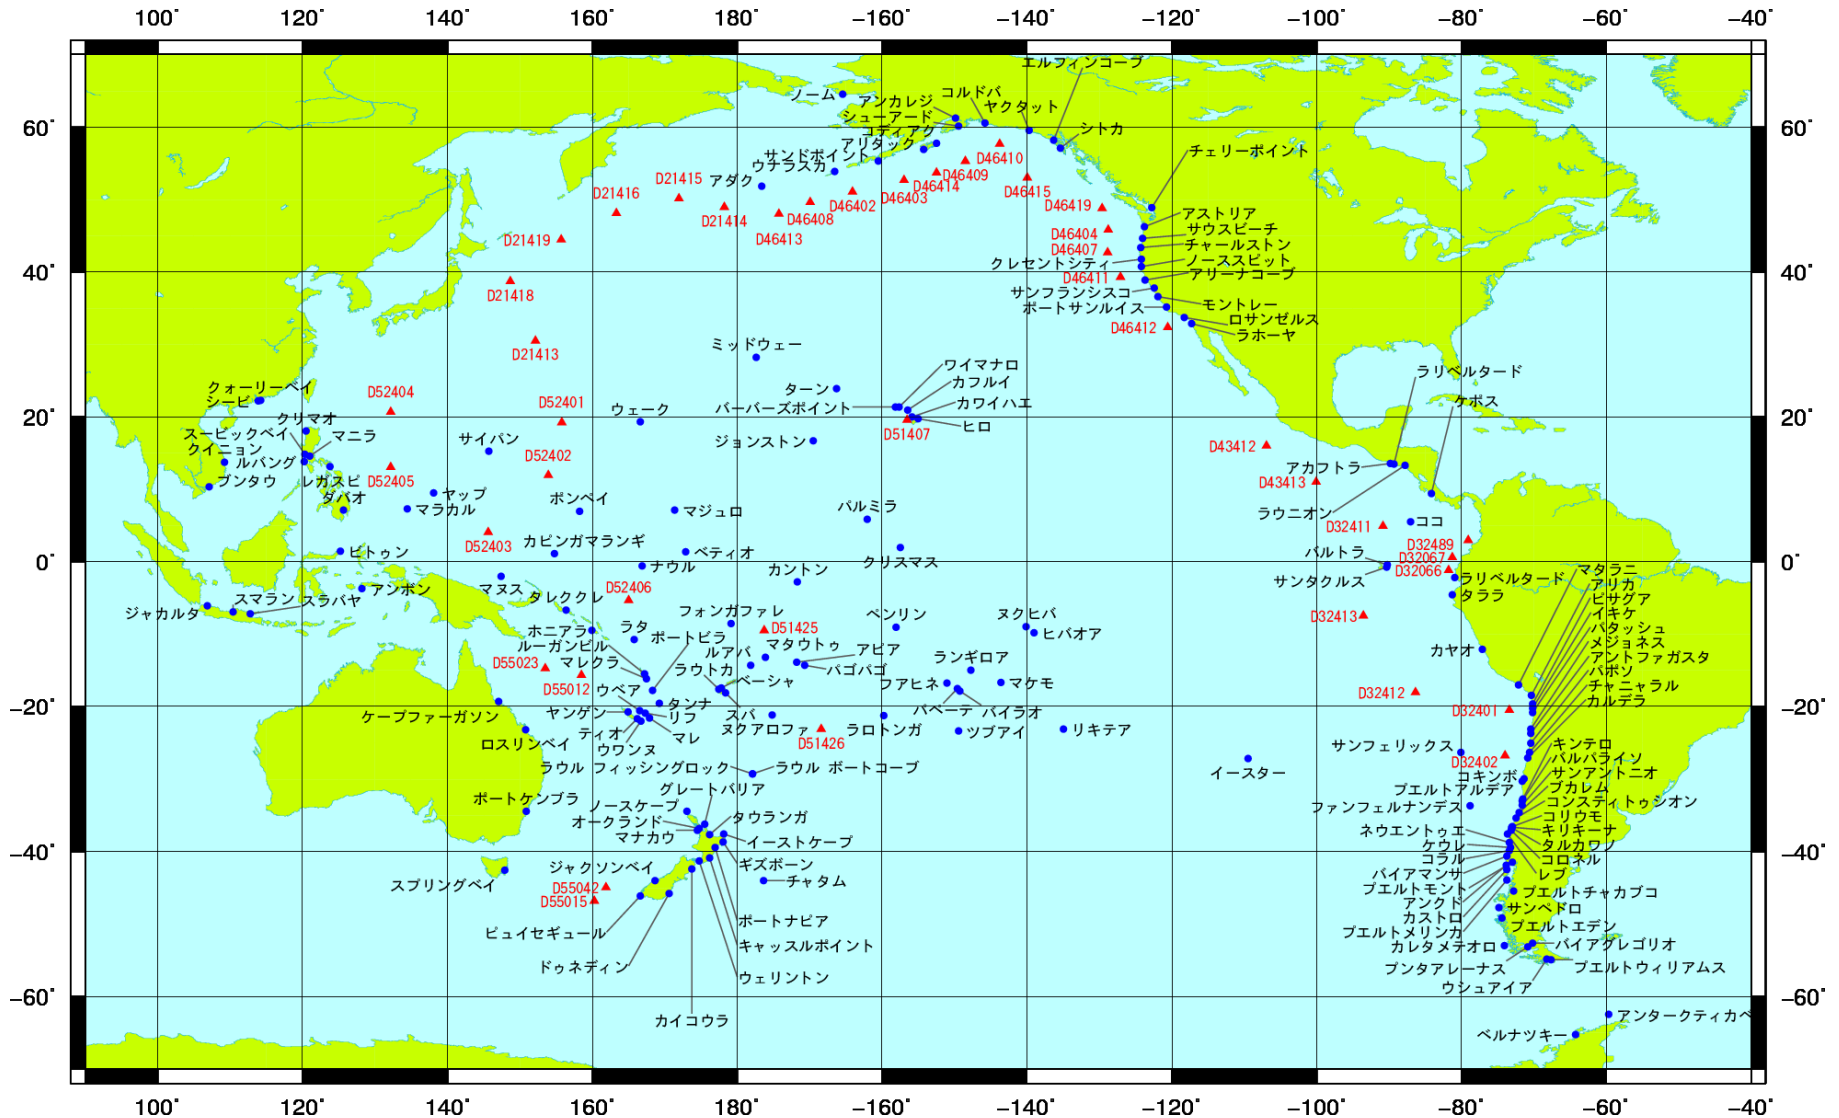 100° 120° 140° 160° 180° −160° −140° −120° −100° −80° −60° −40°
エルフィンコーブ
ノーム
アンカレジ
コルドバ
ヤクタット
シューアード
コディアク
シトカ
60°
60°
アリタック
サンドポイント
ウナラスカ
アダク
チェリーポイント
D46410
D46409
D46414
D46415
D46403
D46402
D46408
D46413
D21414
D21415
D21416
D21419
D21418
D21413
D46419
D46404
D46407
D46411
D46412
アストリア
サウスビーチ
チャールストン
ノーススピット
クレセントシティ
アリーナコーブ
40°
40°
サンフランシスコ
ポートサンルイス
モントレー
ロサンゼルス
ラホーヤ
ミッドウェー
ターン
ワイマナロ
カフルイ
バーバーズポイント
カワイハエ
ヒロ
D51407
ジョンストン
ウェーク
D52401
D52404
クォーリーベイ
シービ
クリマオ
スービックベイ
マニラ
クイニョン
ルバング
ブンタウ
レガスピ
ダバオ
D52405
サイパン
D52402
ヤップ
マラカル
ポンペイ
マジュロ
パルミラ
20°
20°
ラリベルタード
ケポス
D43412
アカフトラ
D43413
ラウニオン
ココ
D32411
D32489
D32067
D32066
バルトラ
サンタクルス
ラリベルタード
タララ
D52403
カピンガマランギ
ベティオ
クリスマス
ビトゥン
ナウル
カントン
0°
0°
アンボン
マヌス
D52406
タレククレ
ジャカルタ
スマラン
スラバヤ
フォンガファレ
D51425
ペンリン
ヌクヒバ
ヒバオア
ホニアラ
ラタ
ルーガンビル
ポートビラ
マタウトゥ
ルアバ
アピア
パゴパゴ
ランギロア
D55023
D55012
マレクラ
ラウトカ
ベーシャ
ファヒネ
マケモ
パペーテ
バイラオ
ウベア
タンナ
ヤンゲン
リフ
ティオ
マレ
ウワンヌ
スバ
ヌクアロファ
D51426
ラロトンガ
ツブアイ
リキテア
ケープファーガソン
ロスリンベイ
−20°
−20°
D32413
カヤオ
D32412
D32401
マタラニ
アリカ
ピサグア
イキケ
パタッシュ
メジョネス
アントファガスタ
パポソ
チャニャラル
カルデラ
サンフェリックス
D32402
イースター
ラウル フィッシングロック
ラウル ボートコーブ
グレートバリア
ノースケープ
オークランド
マナカウ
タウランガ
イーストケープ
ギズボーン
ポートケンブラ
ジャクソンベイ
チャタム
スプリングベイ
D55042
D55015
ピュイセギュール
ドゥネディン
ポートナピア
キャッスルポイント
ウェリントン
カイコウラ
−40°
−40°
コキンボ
プエルトアルデア
ファンフェルナンデス
キンテロ
バルパライソ
サンアントニオ
ブカレム
コンスティトゥシオン
コリウモ
キリキーナ
タルカワノ
コロネル
レブ
ネウエントゥエ
ケウレ
コラル
バイアマンサ
プエルトモント
アンクド
カストロ
プエルトメリンカ
カレタメテオロ
プエルトチャカブコ
サンペドロ
プエルトエデン
バイアグレゴリオ
プンタアレーナス
プエルトウィリアムス
ウシュアイア
−60°
−60°
アンタークティカベ
ベルナツキー
100° 120° 140° 160° 180° −160° −140° −120° −100° −80° −60° −40°